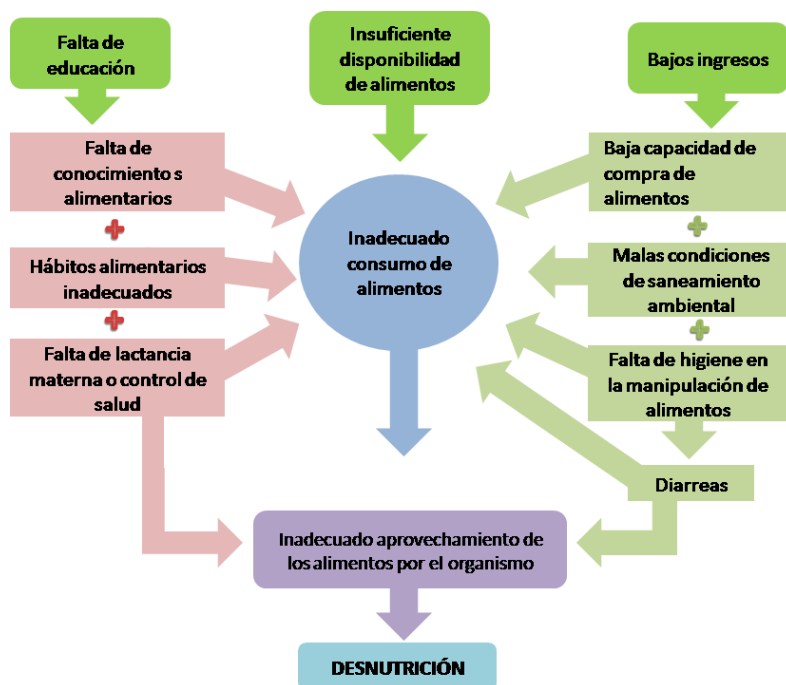 Falta de
educación
Insuficiente
disponibilidad
de alimentos
Bajos ingresos
Falta de
conocimiento s
alimentarios
Hábitos alimentarios
inadecuados
Falta de lactancia
materna o control de
salud
Inadecuado
consumo de
alimentos
Baja capacidad de
compra de
alimentos
Malas condiciones
de saneamiento
ambiental
Falta de higiene en
la manipulación de
alimentos
Diarreas
Inadecuado aprovechamiento de
los alimentos por el organismo
DESNUTRICIÓN